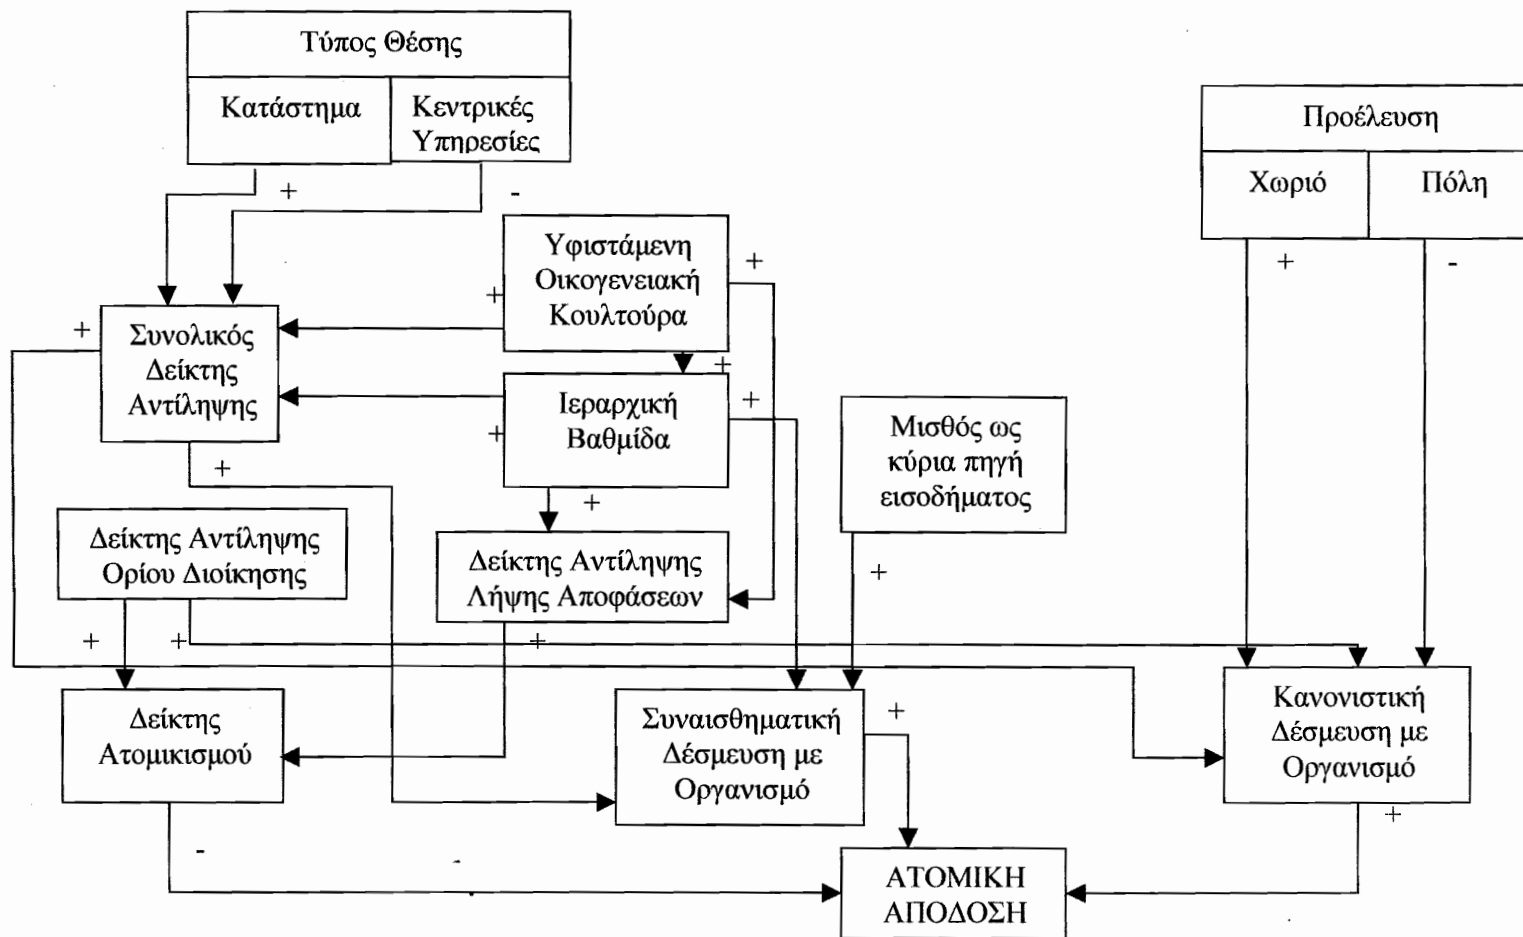 Τύπος Θέσης
Κατάστημα
Κεντρικές
Υπηρεσίες
Προέλευση
Χωριό
Πόλη
+
-
Υφιστάμενη
Οικογενειακή
Κουλτούρα
+
+
-
+
+
Συνολικός
Δείκτης
Αντίληψης
+
Ιεραρχική
Βαθμίδα
+
+
Μισθός ως
κύρια πηγή
εισοδήματος
+
+
Δείκτης Αντίληψης
Ορίου Διοίκησης
Δείκτης Αντίληψης
Λήψης Αποφάσεων
+
+
+
+
Δείκτης
Ατομικισμού
Συναισθηματική
Δέσμευση με
Οργανισμό
+
Κανονιστική
Δέσμευση με
Οργανισμό
+
-
ΑΤΟΜΙΚΗ
ΑΠΟΔΟΣΗ